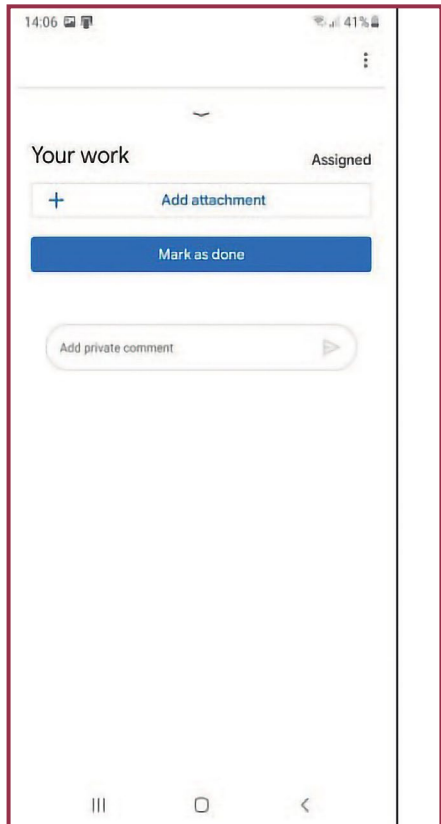 14:06 41%
Your work Assigned
+ Add attachment
Mark as done
Add private comment